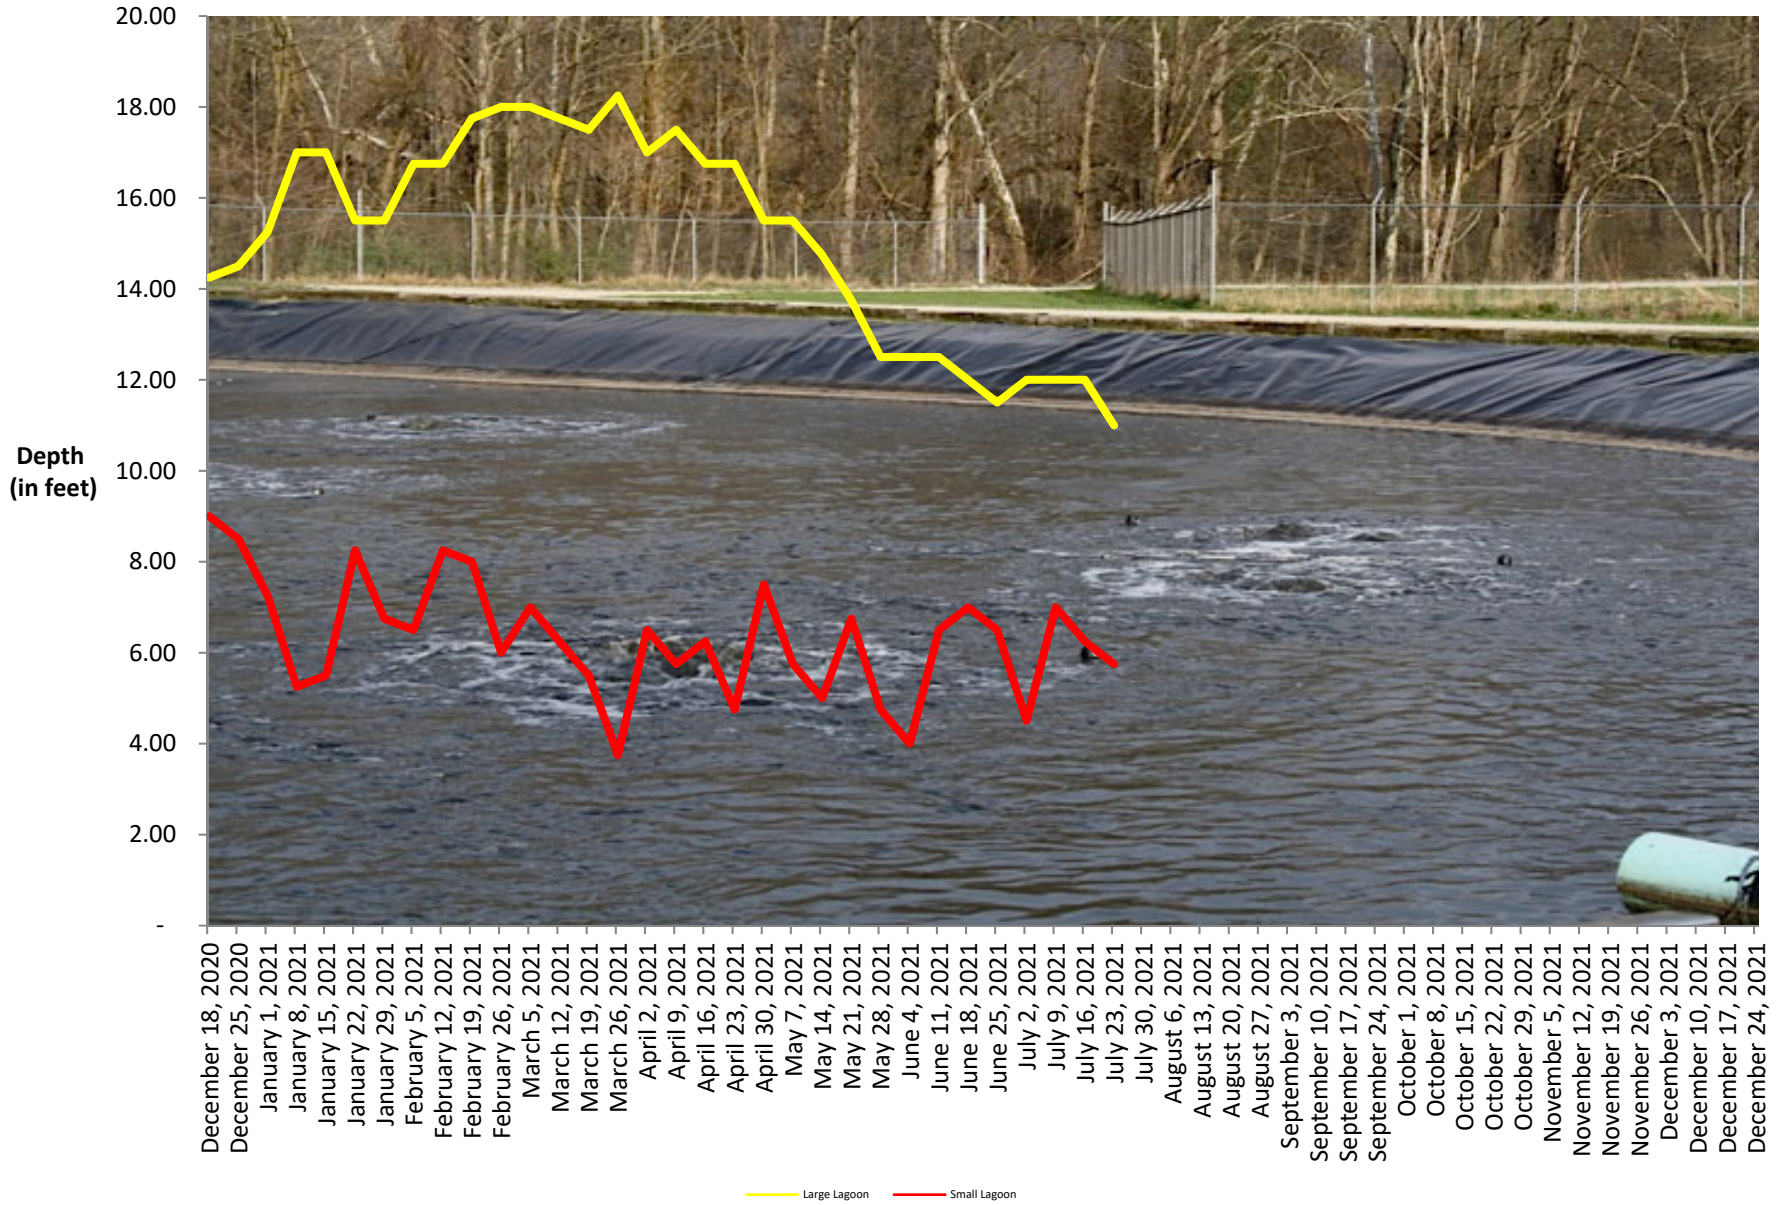 20.00
18.00
16.00
14.00
12.00
10.00
8.00
6.00
4.00
2.00
-
Depth
(in feet)
December 18, 2020
December 25, 2020
January 1, 2021
January 8, 2021
January 15, 2021
January 22, 2021
January 29, 2021
February 5, 2021
February 12, 2021
February 19, 2021
February 26, 2021
March 5, 2021
March 12, 2021
March 19, 2021
March 26, 2021
April 2, 2021
April 9, 2021
April 16, 2021
April 23, 2021
April 30, 2021
May 7, 2021
May 14, 2021
May 21, 2021
May 28, 2021
June 4, 2021
June 11, 2021
June 18, 2021
June 25, 2021
July 2, 2021
July 9, 2021
July 16, 2021
July 23, 2021
July 30, 2021
August 6, 2021
August 13, 2021
August 20, 2021
August 27, 2021
September 3, 2021
September 10, 2021
September 17, 2021
September 24, 2021
October 1, 2021
October 8, 2021
October 15, 2021
October 22, 2021
October 29, 2021
November 5, 2021
November 12, 2021
November 19, 2021
November 26, 2021
December 3, 2021
December 10, 2021
December 17, 2021
December 24, 2021
Large Lagoon
Small Lagoon